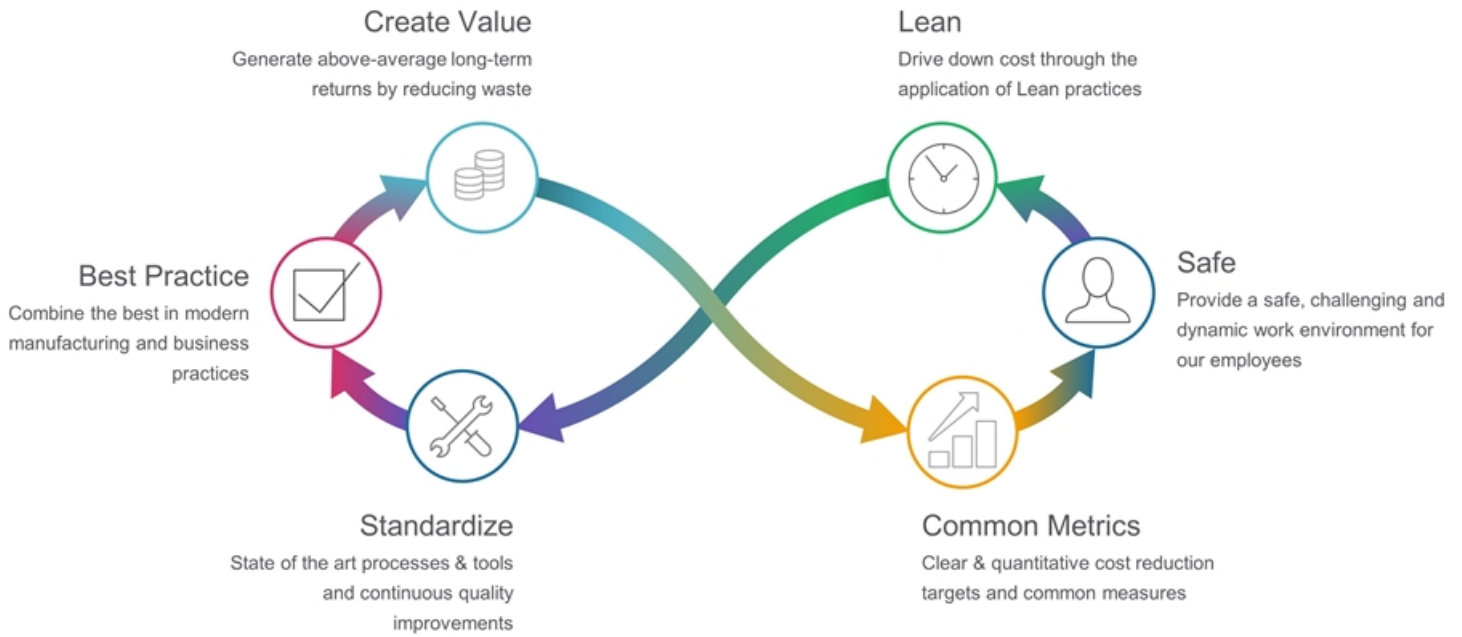 Create Value
Generate above-average long-term
returns by reducing waste
Lean
Drive down cost through the
application of Lean practices
Best Practice
Combine the best in modern
manufacturing and business
practices
Safe
Provide a safe, challenging and
dynamic work environment for
our employees
Standardize
State of the art processes & tools
and continuous quality
improvements
Common Metrics
Clear & quantitative cost reduction
targets and common measures